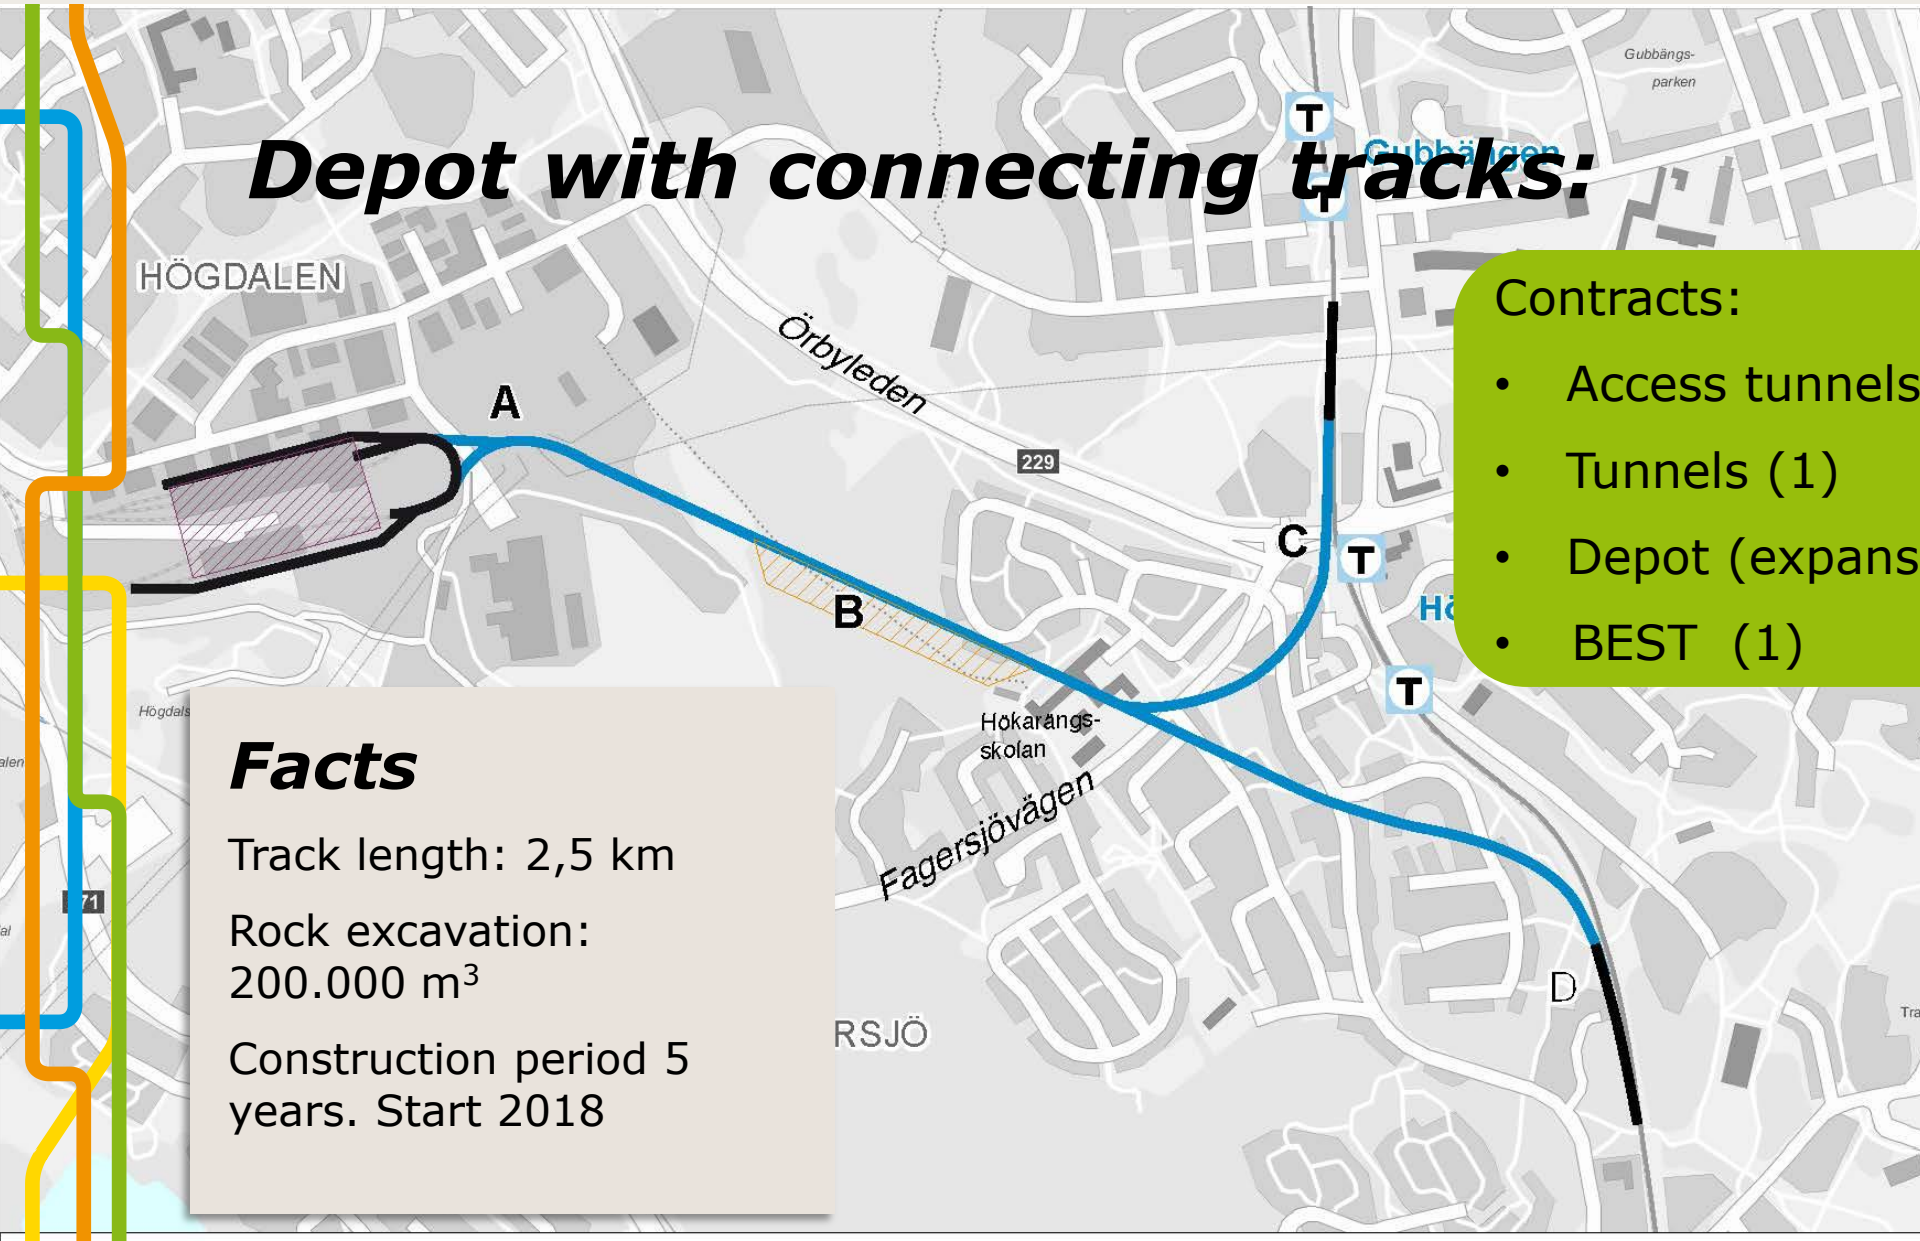 Gubbängs-
parken
T
Gubbängen
Depot with connecting tracks:
T
HÖGDALEN
Contracts:
Örbyleden
• Access tunnels
A
229
• Tunnels (1)
C
T
• Depot (expans
B
• BEST (1)
T
Högdals
Hökarängs-
skolan
Facts
Fagersjövägen
Track length: 2,5 km
Rock excavation:
200.000 m³
D
RSJÖ
Construction period 5
years. Start 2018